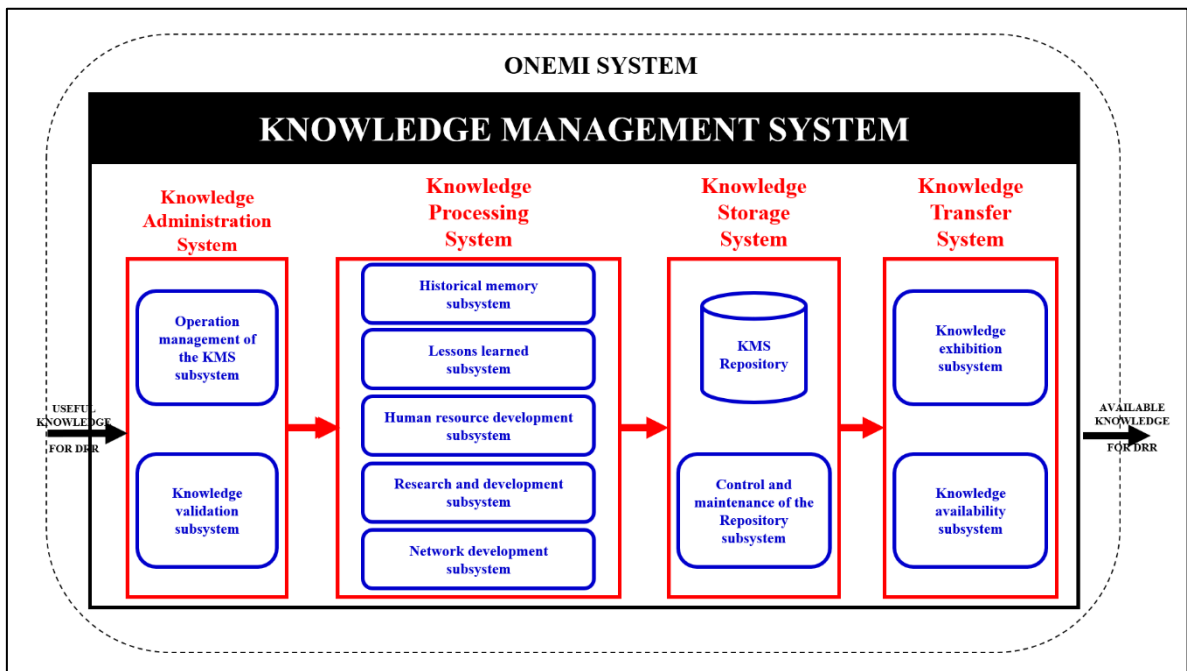 ONEMI SYSTEM
KNOWLEDGE MANAGEMENT SYSTEM
Knowledge
Administration
System
Knowledge
Processing
System
Knowledge
Storage
System
Knowledge
Transfer
System
USEFUL
KNOWLEDGE
FOR DRR
Operation
management of
the KMS
subsystem
Knowledge
validation
subsystem
Historical memory
subsystem
Lessons learned
subsystem
Human resource development
subsystem
Research and development
subsystem
Network development
subsystem
KMS
Repository
Control and
maintenance of the
Repository
subsystem
Knowledge
exhibition subsystem
Knowledge
availability
subsystem
AVAILABLE
KNOWLEDGE
FOR DRR